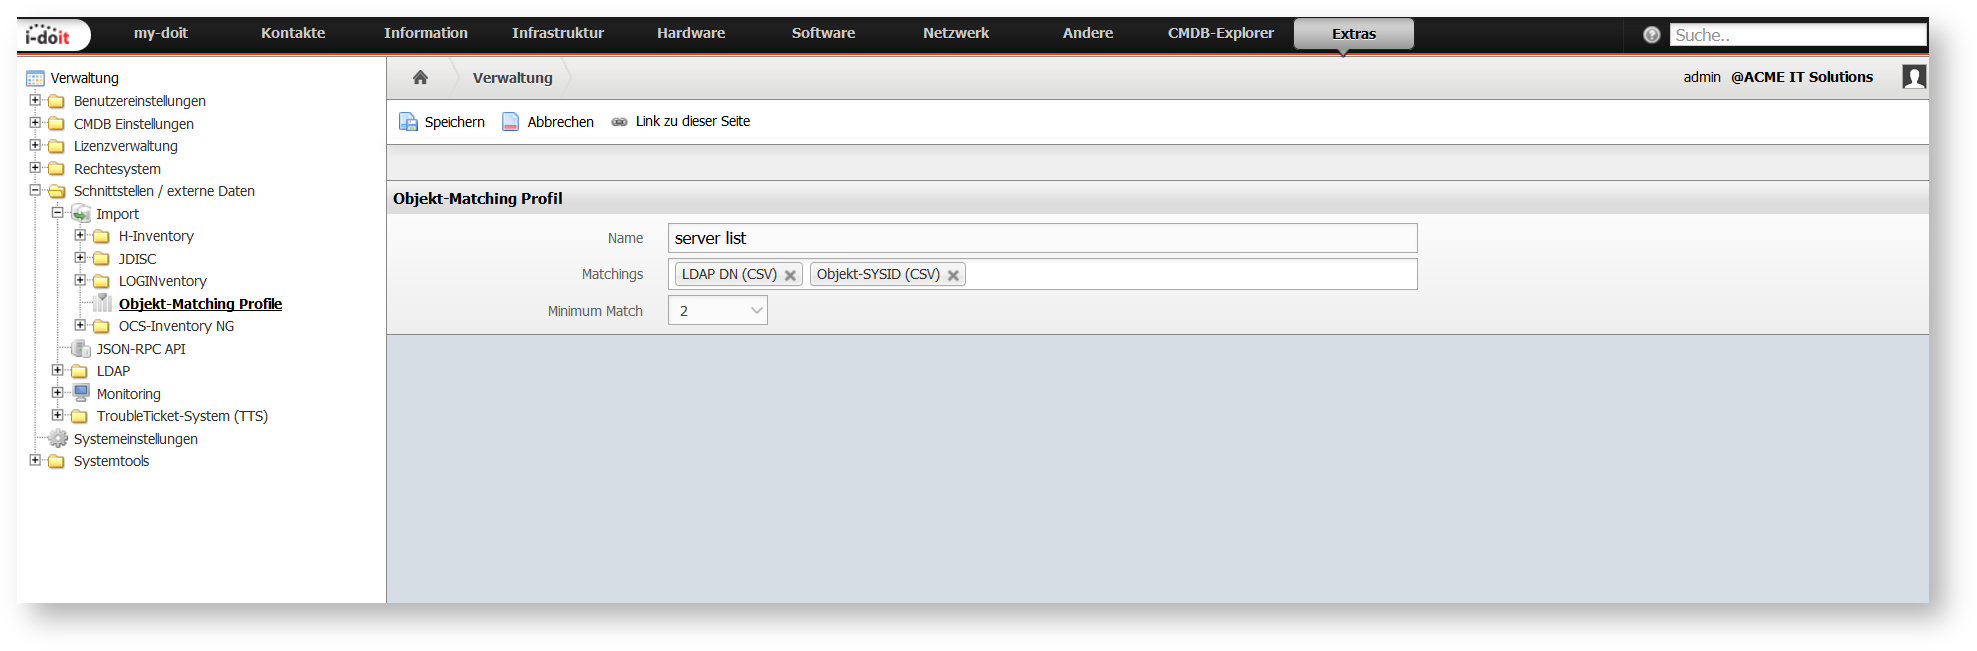 i-doit my-doit Kontakte Information Infrastruktur Hardware Software Netzwerk Andere CMDB-Explorer Extras Suche..
Verwaltung
Benutzereinstellungen
CMDB Einstellungen
Lizenzverwaltung
Rechtesystem
Schnittstellen / externe Daten
Import
H-Inventory
JDISC
LOGINventory
Objekt-Matching Profile
OCS-Inventory NG
JSON-RPC API
LDAP
Monitoring
TroubleTicket-System (TTS)
Systemeinstellungen
Systemtools
Verwaltung admin @ACME IT Solutions
Speichern Abbrechen Link zu dieser Seite
Objekt-Matching Profil
Name server list
Matchings LDAP DN (CSV) Objekt-SYSID (CSV)
Minimum Match 2